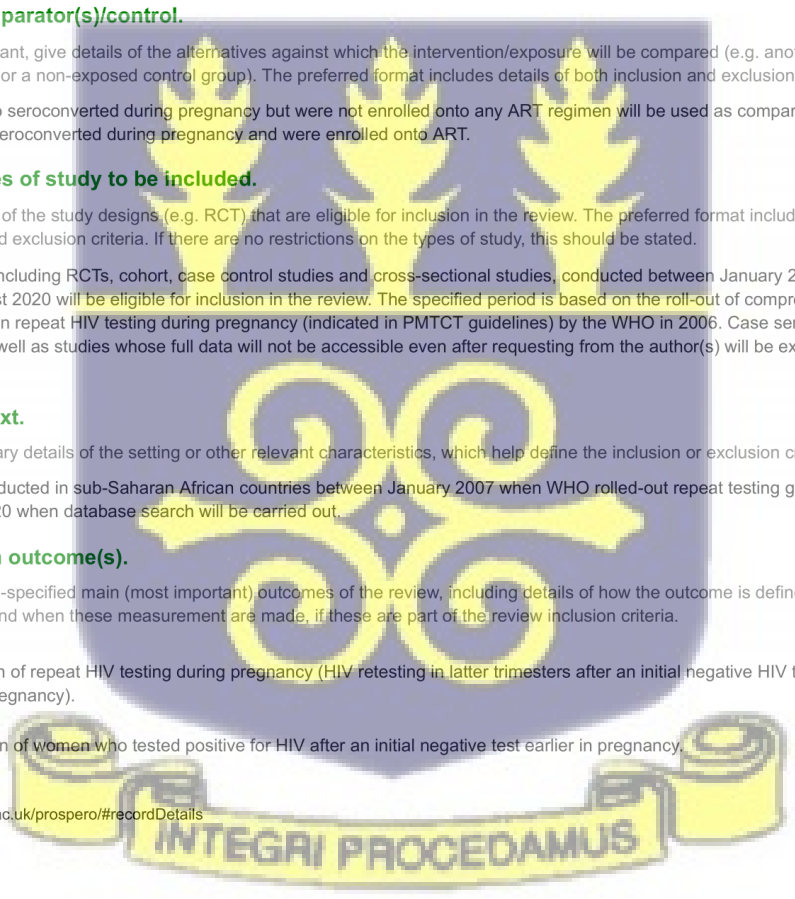 parator(s)/control.
ant, give details of the alternatives against which the intervention/exposure will be compared (e.g. ano
or a non-exposed control group). The preferred format includes details of both inclusion and exclusion
o seroconverted during pregnancy but were not enrolled onto any ART regimen will be used as compar
eroconverted during pregnancy and were enrolled onto ART.
es of study to be included.
of the study designs (e.g. RCT) that are eligible for inclusion in the review. The preferred format includ
d exclusion criteria. If there are no restrictions on the types of study, this should be stated.
ncluding RCTs, cohort, case control studies and cross-sectional studies, conducted between January 2
st 2020 will be eligible for inclusion in the review. The specified period is based on the roll-out of compre
n repeat HIV testing during pregnancy (indicated in PMTCT guidelines) by the WHO in 2006. Case ser
well as studies whose full data will not be accessible even after requesting from the author(s) will be ex
xt.
ary details of the setting or other relevant characteristics, which help define the inclusion or exclusion c
ducted in sub-Saharan African countries between January 2007 when WHO rolled-out repeat testing g
20 when database search will be carried out.
n outcome(s).
-specified main (most important) outcomes of the review, including details of how the outcome is define
nd when these measurement are made, if these are part of the review inclusion criteria.
n of repeat HIV testing during pregnancy (HIV retesting in latter trimesters after an initial negative HIV t
egnancy).
n of women who tested positive for HIV after an initial negative test earlier in pregnancy.
ac.uk/prospero/#recordDetails
INTEGRI PROCEDAMUS